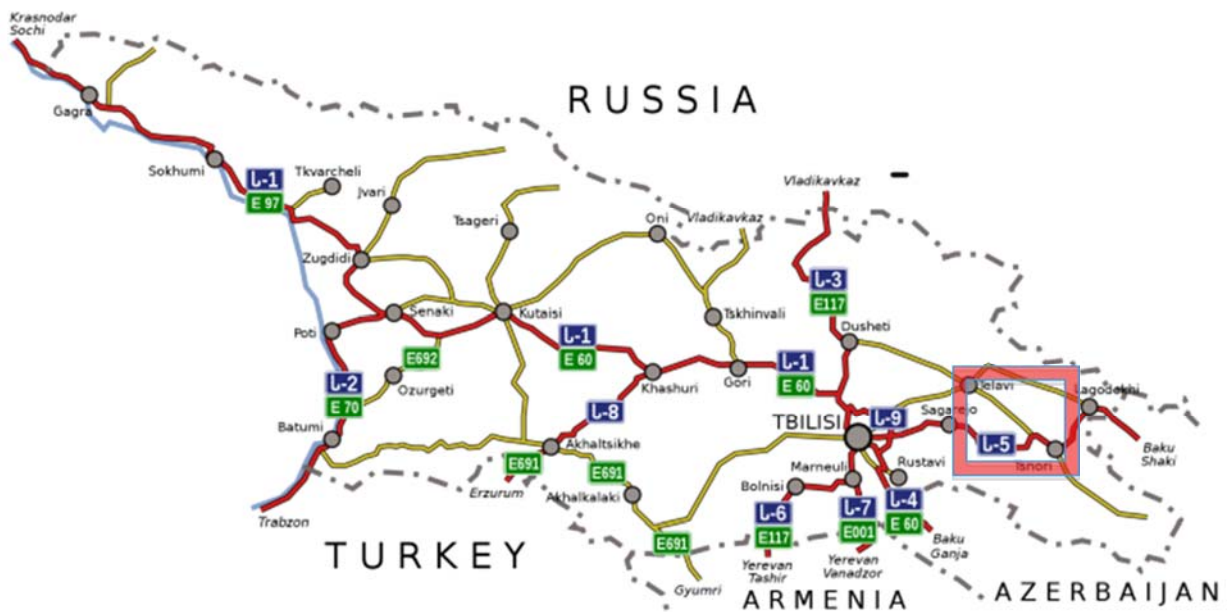 Krasnodar
Sochi
Gagra
RUSSIA
Sokhumi
Tkvarcheli
Ⴑ-1
E 97
Jvari
Tsageri
Oni
Vladikavkaz
Vladikavkaz
Zugdidi
Ⴑ-3
E117
Poti
Senaki
Kutaisi
Tskhinvali
Dusheti
Ⴑ-1
E 60
E692
Ozurgeti
Khashuri
Gori
Ⴑ-1
E 60
Ⴑ-2
E 70
Telavi
Lagodekhi
Batumi
Ⴑ-8
TBILISI
Ⴑ-9
Sagarejo
Akhaltsikhe
Ⴑ-5
Tsnori
Baku
Shaki
E691
E691
Erzurum
Marneuli
Rustavi
Akhalkalaki
Bolnisi
Ⴑ-6
E117
Ⴑ-7
E001
Ⴑ-4
E 60
Trabzon
TURKEY
E691
Baku
Ganja
Yerevan
Tashir
Yerevan
Vanadzor
Gyumri
ARMENIA
AZERBAIJAN